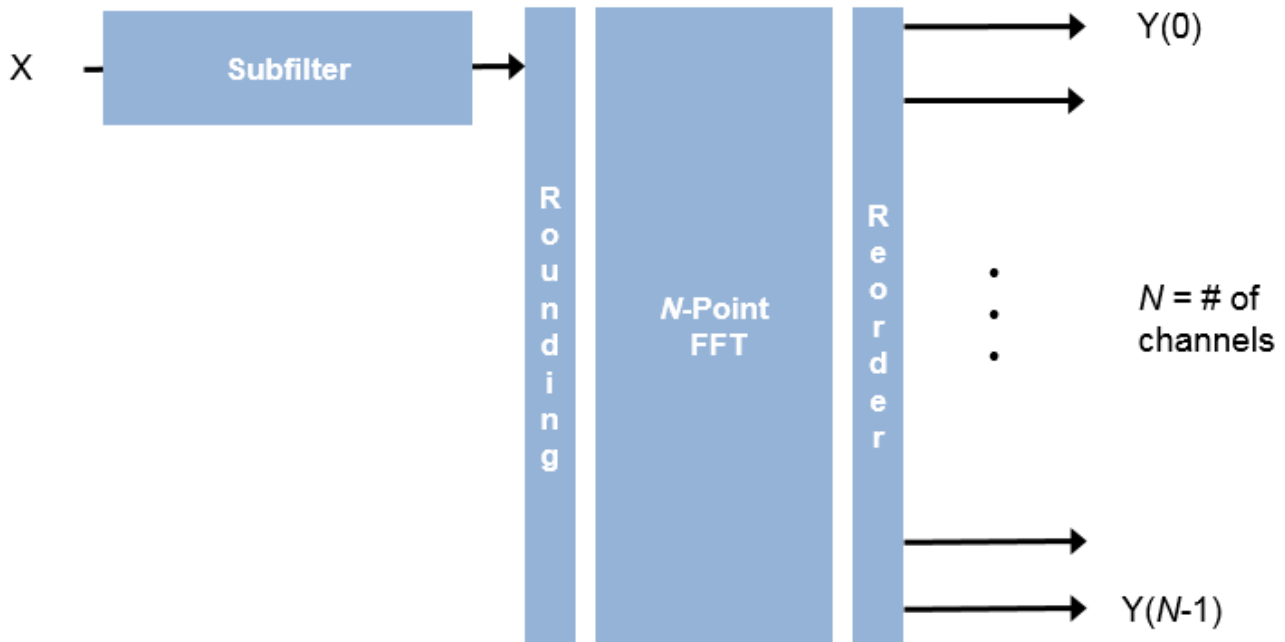 X
Subfilter
Rounding
N-Point
FFT
Reorder
Y(0)
N = # of
channels
Y(N-1)